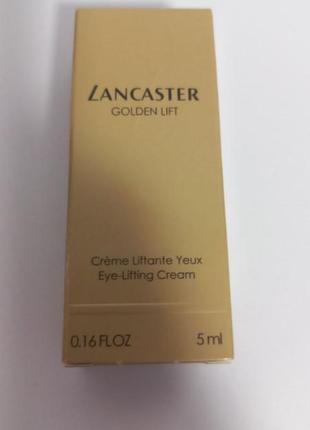 LANCASTER
GOLDEN LIFT
Crème Liftante Yeux
Eye-Lifting Cream
0.16 FL OZ 5 ml